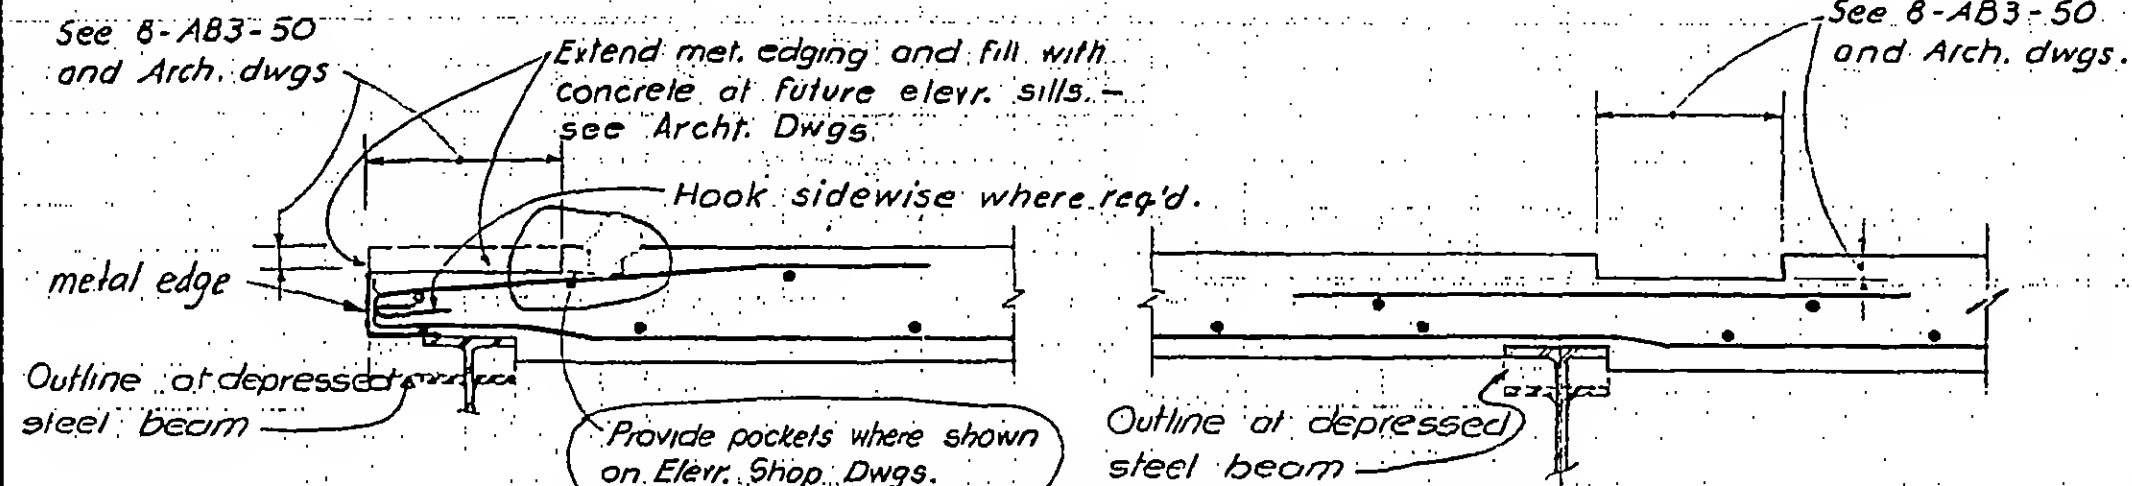 See 8-AB3-50
and Arch. dwgs
Extend met. edging and fill with
concrete at future elevr. sills. –
see Archt. Dwgs.
Hook sidewise where req'd.
metal edge
Outline at depressed
steel beam
Provide pockets where shown
on Elevr. Shop Dwgs.
See 8-AB3-50
and Arch. dwgs.
Outline at depressed
steel beam